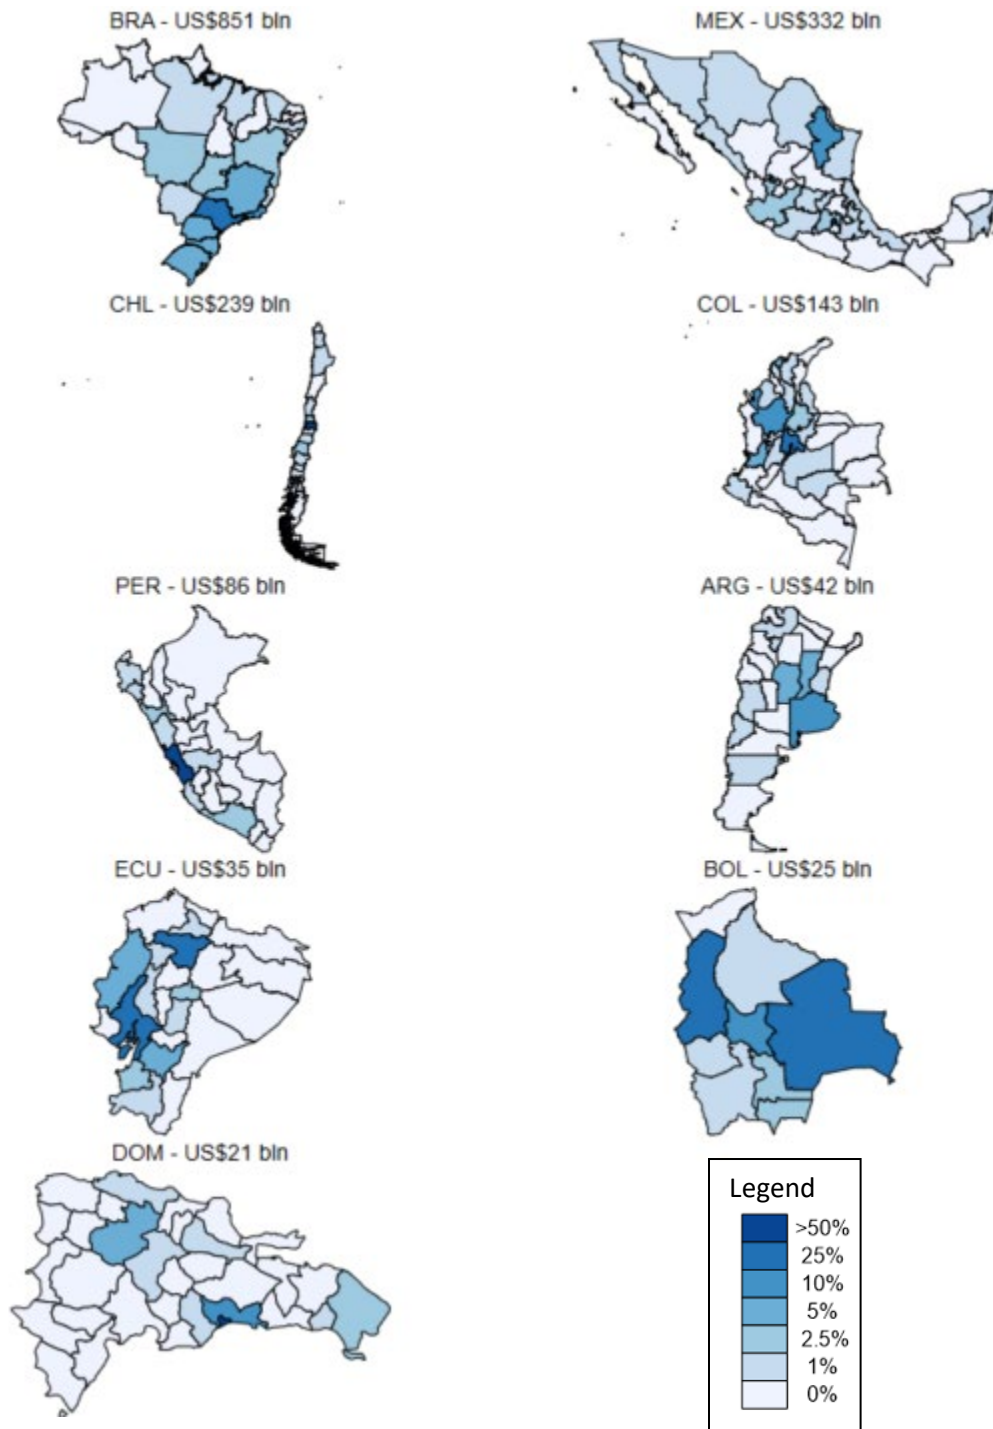 BRA - US$851 bln
MEX - US$332 bln
CHL - US$239 bln
COL - US$143 bln
PER - US$86 bln
ARG - US$42 bln
ECU - US$35 bln
BOL - US$25 bln
DOM - US$21 bln
Legend
>50%
25%
10%
5%
2.5%
1%
0%